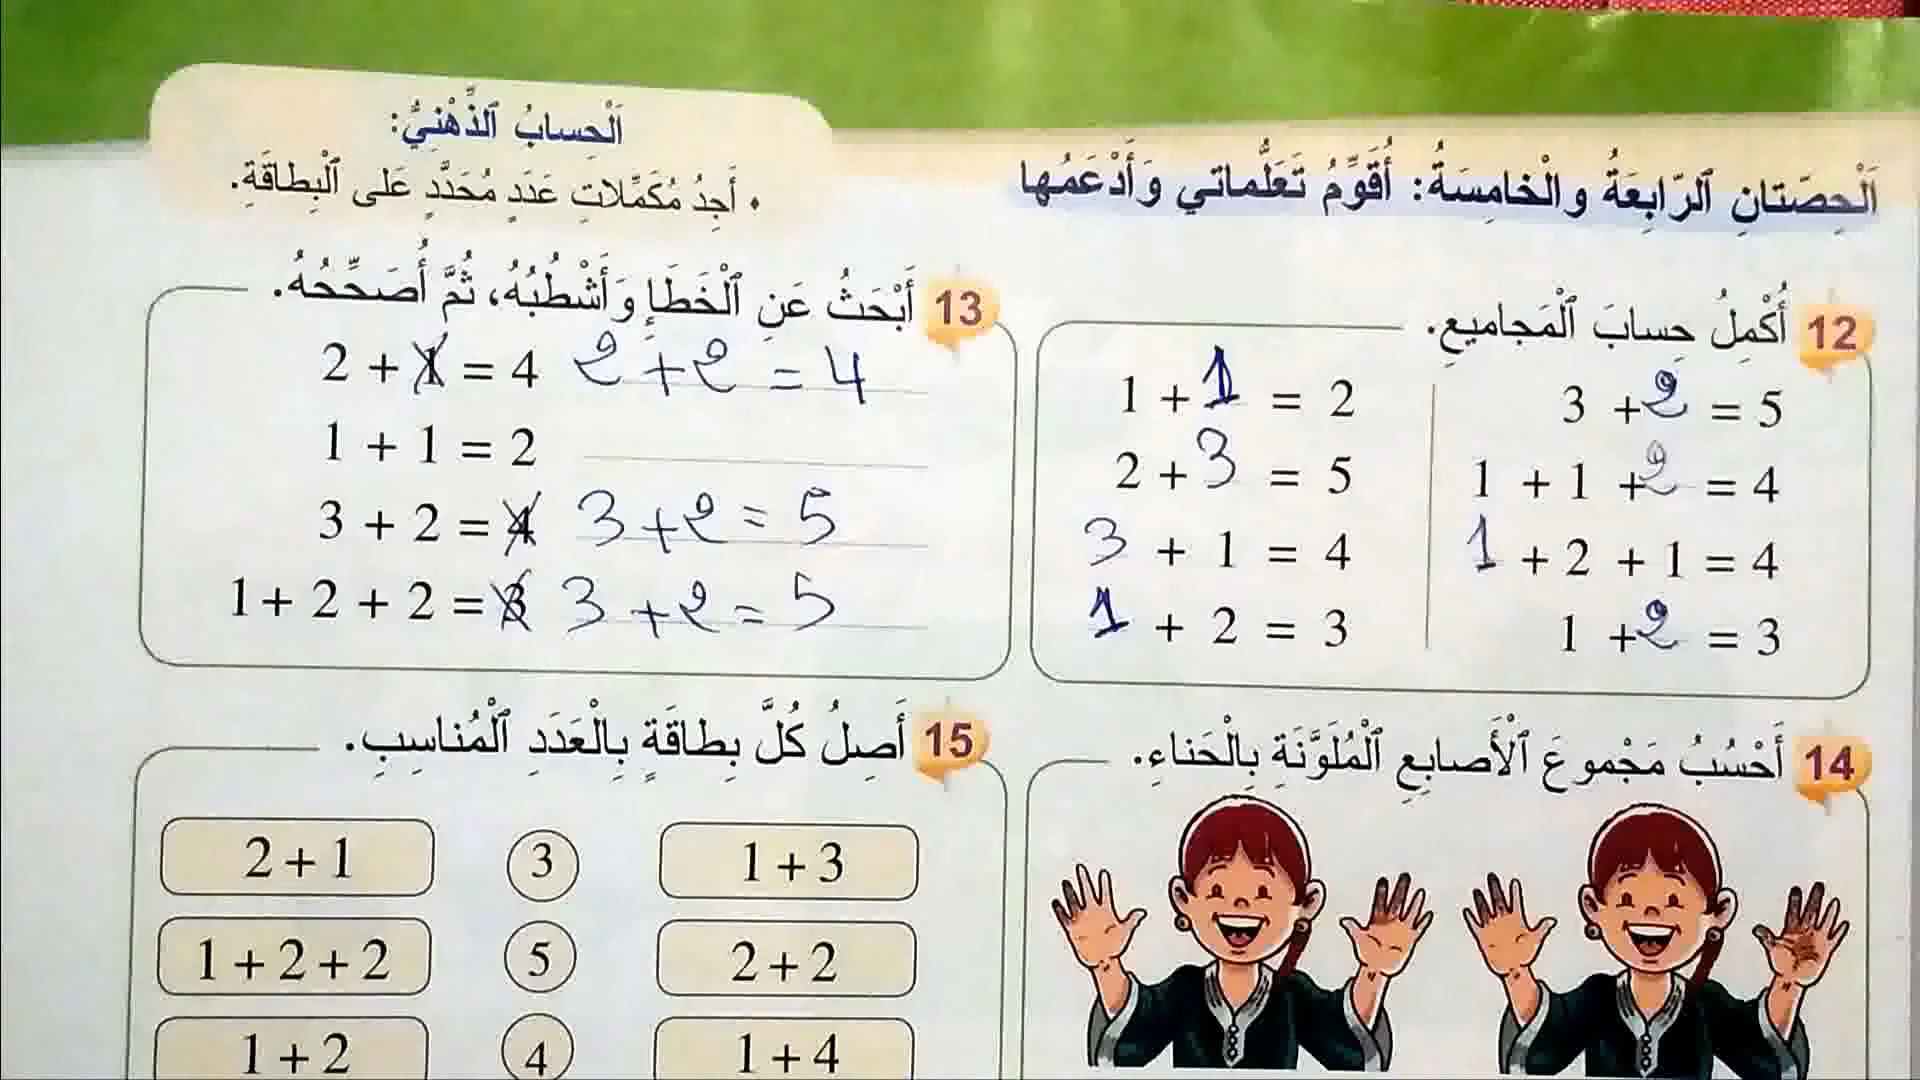 اَلْحِصَّتانِ ٱلرّابِعَةُ والْخامِسَةُ: أُقَوِّمُ تَعَلُّماتي وَأَدْعَمُها
اَلْحِسابُ ٱلذِّهْنِيُّ:
• أَجِدُ مُكَمِّلاتِ عَدَدٍ مُحَدَّدٍ عَلى ٱلْبِطاقَةِ.
12 أُكْمِلُ حِسابَ ٱلْمَجاميعِ.
1 + 1 = 2
2 + 3 = 5
3 + 1 = 4
1 + 2 = 3
3 + 2 = 5
1 + 1 + 2 = 4
1 + 2 + 1 = 4
1 + 2 = 3
13 أَبْحَثُ عَنِ ٱلْخَطَإِ وَأَشْطُبُهُ، ثُمَّ أُصَحِّحُهُ.
2 + 1 = 4 2 + 2 = 4
1 + 1 = 2
3 + 2 = 4 3 + 2 = 5
1 + 2 + 2 = 3 3 + 2 = 5
14 أَحْسُبُ مَجْموعَ ٱلْأَصابِعِ ٱلْمُلَوَّنَةِ بِالْحَناءِ.
15 أَصِلُ كُلَّ بِطاقَةٍ بِالْعَدَدِ ٱلْمُناسِبِ.
2 + 1 3 1 + 3
1 + 2 + 2 5 2 + 2
1 + 2 4 1 + 4